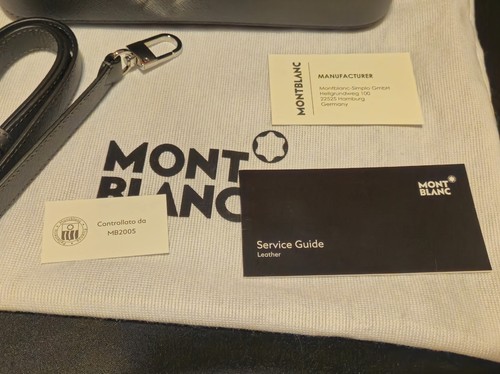 MONTBLANC
MANUFACTURER
Montblanc-Simplo GmbH
Hellgrundweg 100
22525 Hamburg
Germany
MONT
BLANC
MONT
BLANC
Service Guide
Leather
Controllato da
MB2005